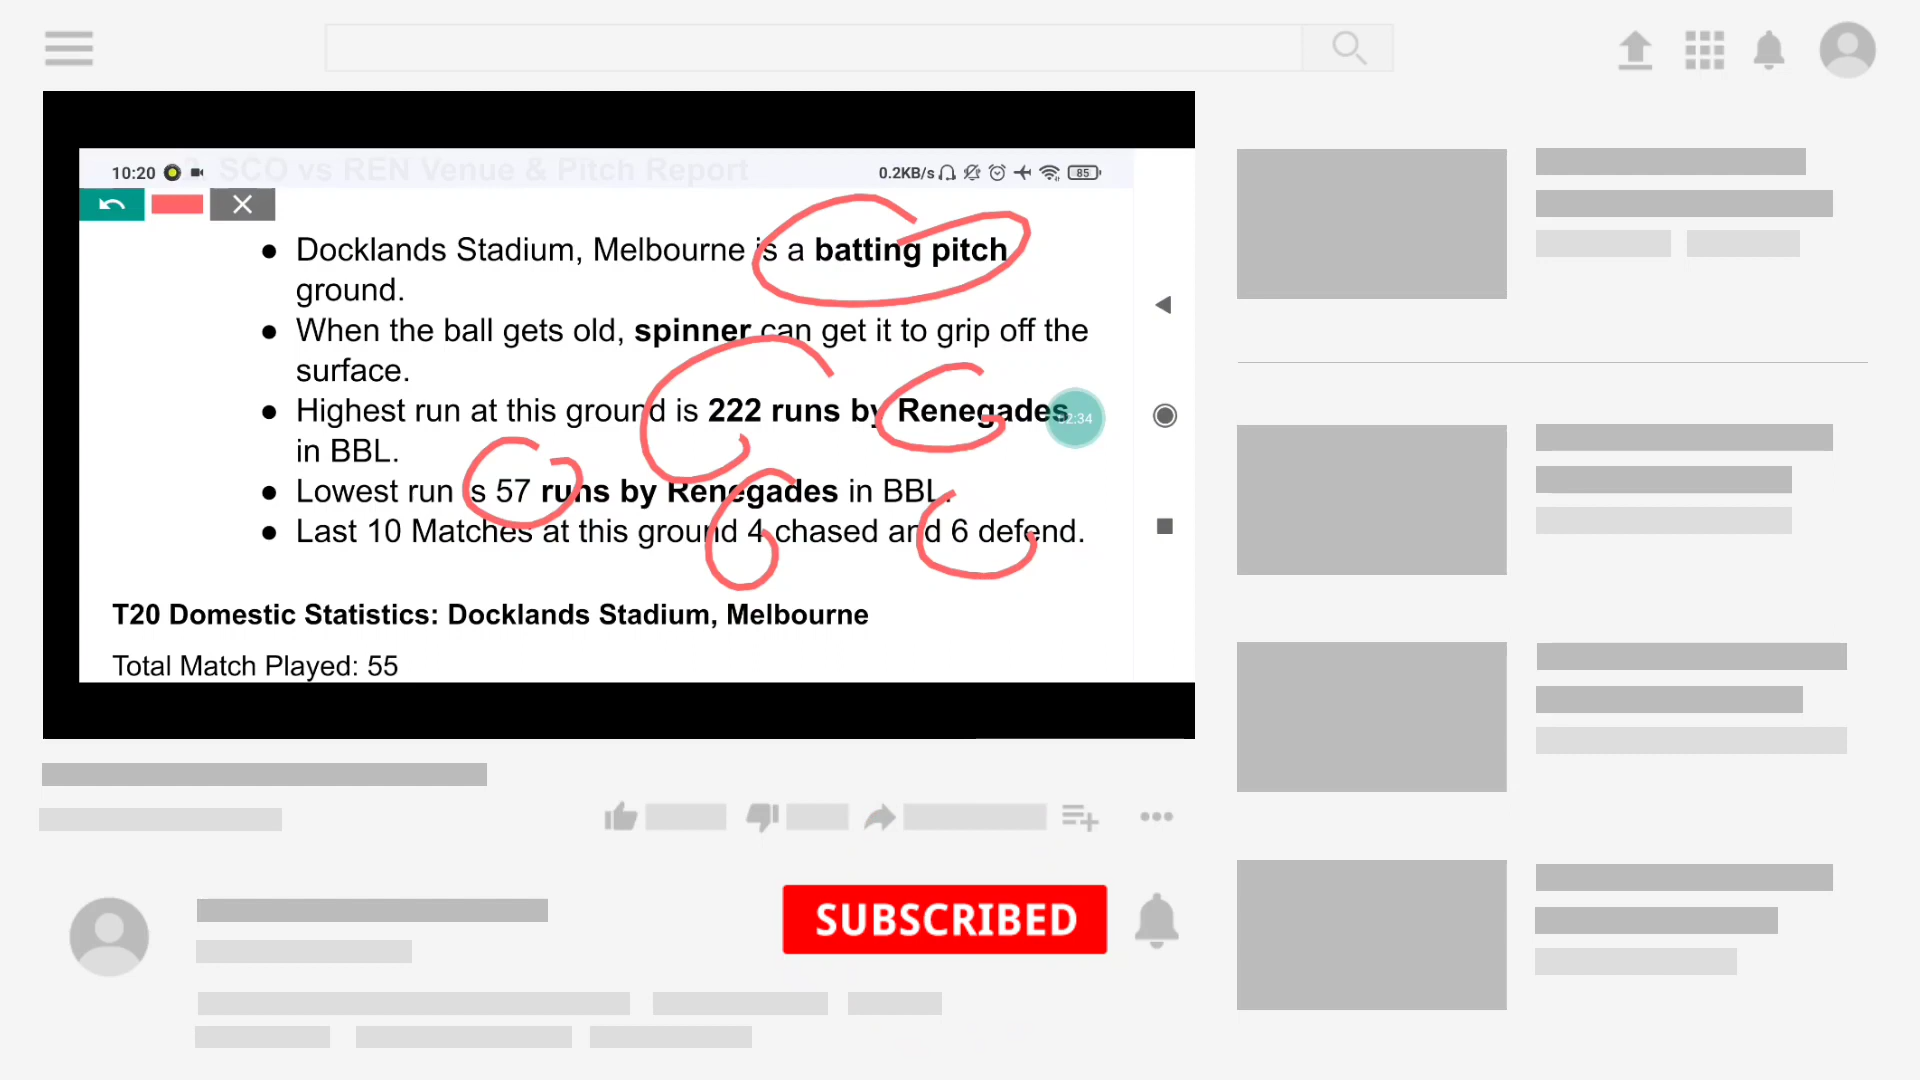 2. SCO vs REN Venue & Pitch Report
10:20
0.2KB/s
85
● Docklands Stadium, Melbourne is a batting pitch
ground.
● When the ball gets old, spinner can get it to grip off the
surface.
● Highest run at this ground is 222 runs by Renegades
in BBL.
02:34
● Lowest run is 57 runs by Renegades in BBL.
● Last 10 Matches at this ground 4 chased and 6 defend.
T20 Domestic Statistics: Docklands Stadium, Melbourne
Total Match Played: 55
SUBSCRIBED